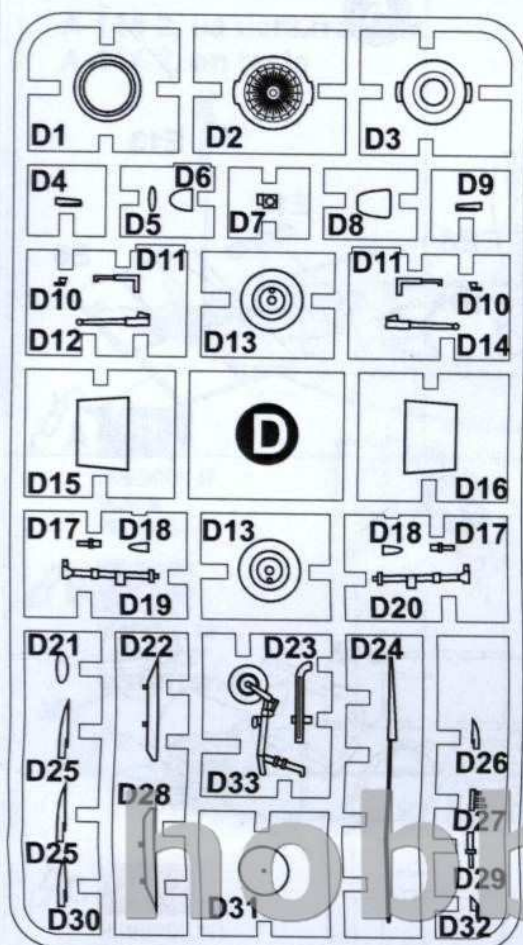 D1 D2 D3
D4 D5 D6 D7 D8 D9
D11 D11
D10 D10
D12 D13 D14
D
D15 D16
D17 D18 D13 D18 D17
D19 D20
D21 D22 D23 D24
D25 D33 D26
D28 D27
D25 D29
D30 D31 D32
hobb